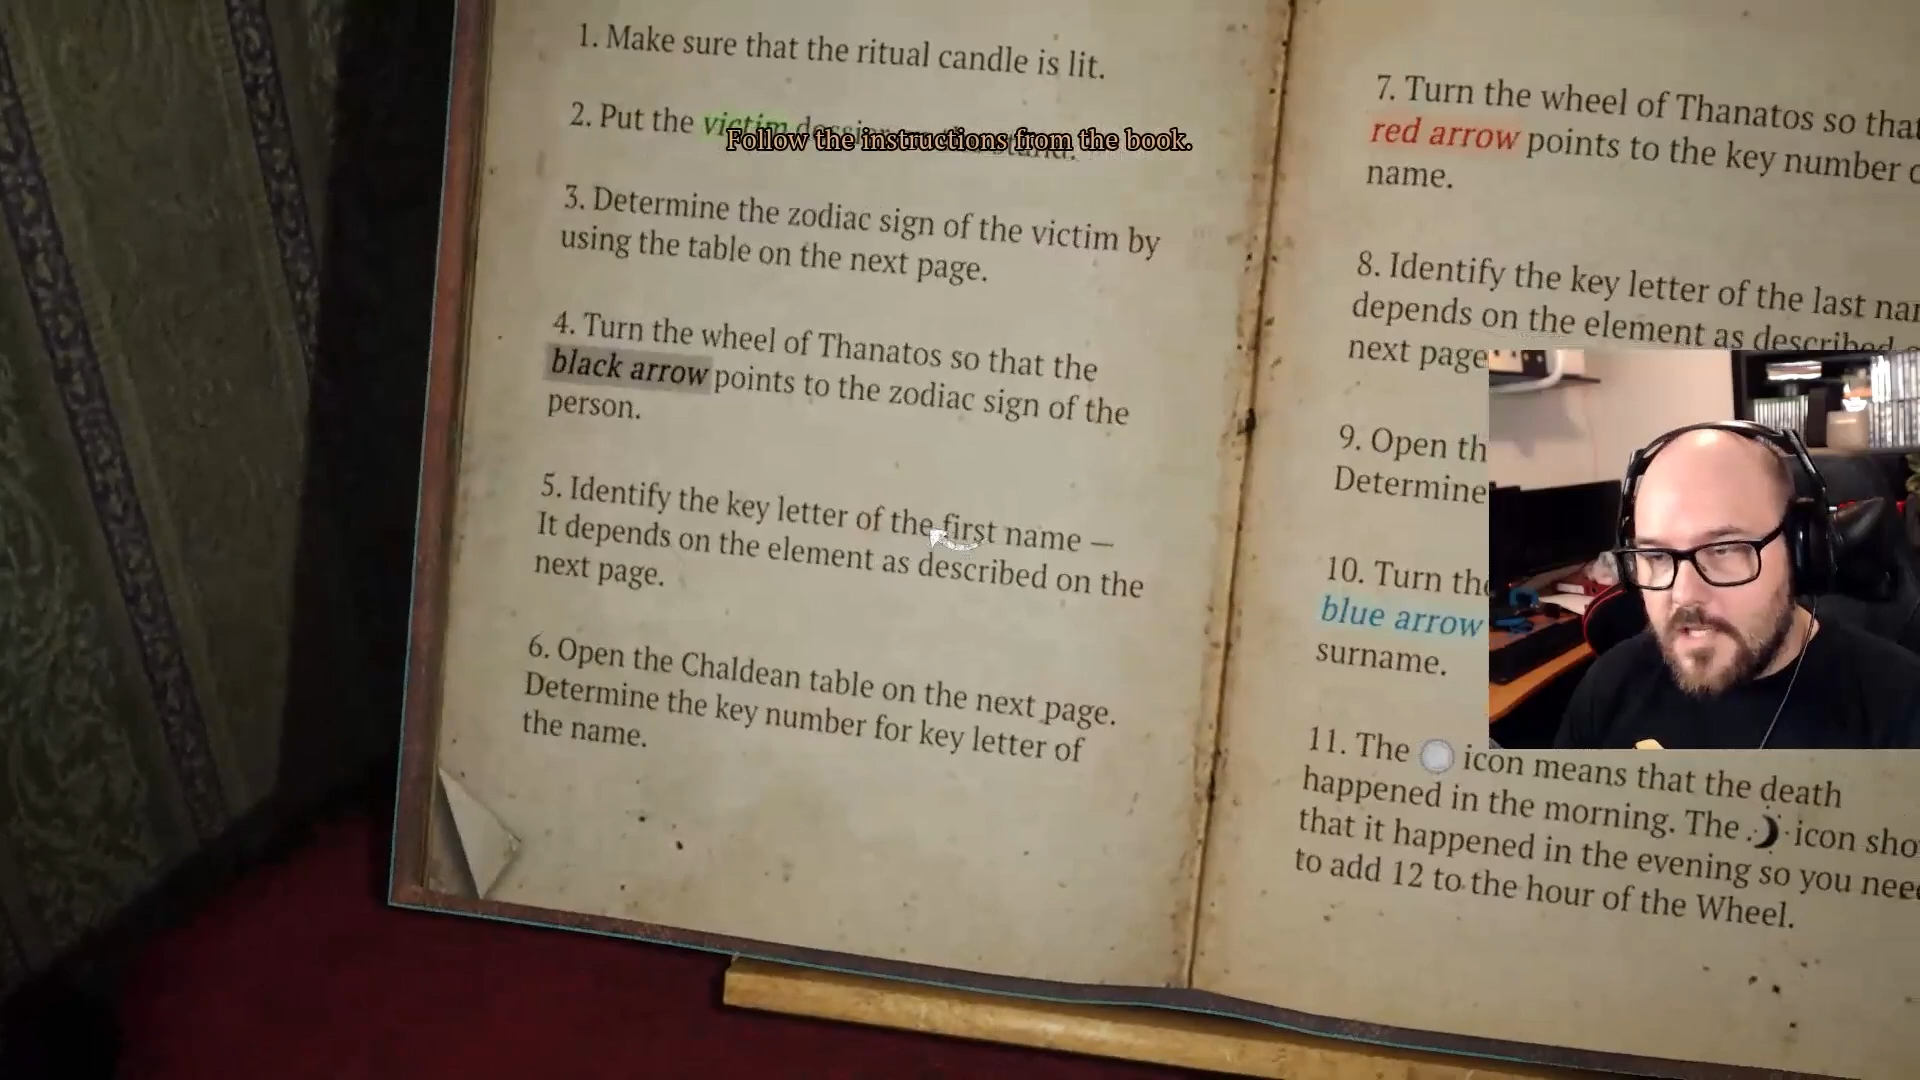 1. Make sure that the ritual candle is lit.
2. Put the victim
Follow the instructions from the book.
3. Determine the zodiac sign of the victim by
using the table on the next page.
4. Turn the wheel of Thanatos so that the
black arrow points to the zodiac sign of the
person.
5. Identify the key letter of the first name —
It depends on the element as described on the
next page.
6. Open the Chaldean table on the next page.
Determine the key number for key letter of
the name.
7. Turn the wheel of Thanatos so that
red arrow points to the key number
name.
8. Identify the key letter of the last
depends on the element as described
next page
9. Open
Determine
10. Turn
blue arrow
surname.
11. The icon means that the death
happened in the morning. The icon
that it happened in the evening so you
to add 12 to the hour of the Wheel.